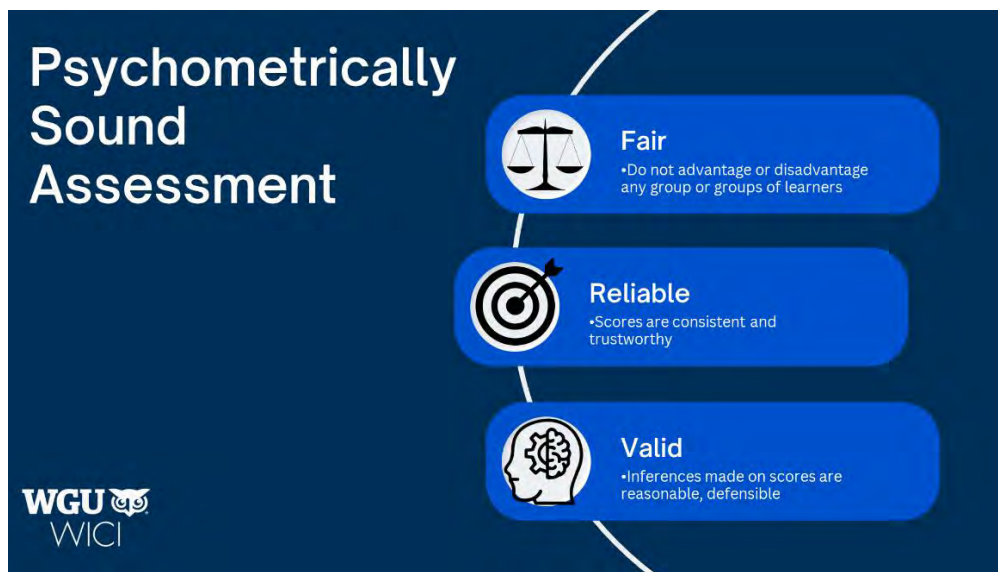 Psychometrically
Sound
Assessment
Fair
•Do not advantage or disadvantage
any group or groups of learners
Reliable
•Scores are consistent and
trustworthy
Valid
•Inferences made on scores are
reasonable, defensible
WGU
WICI